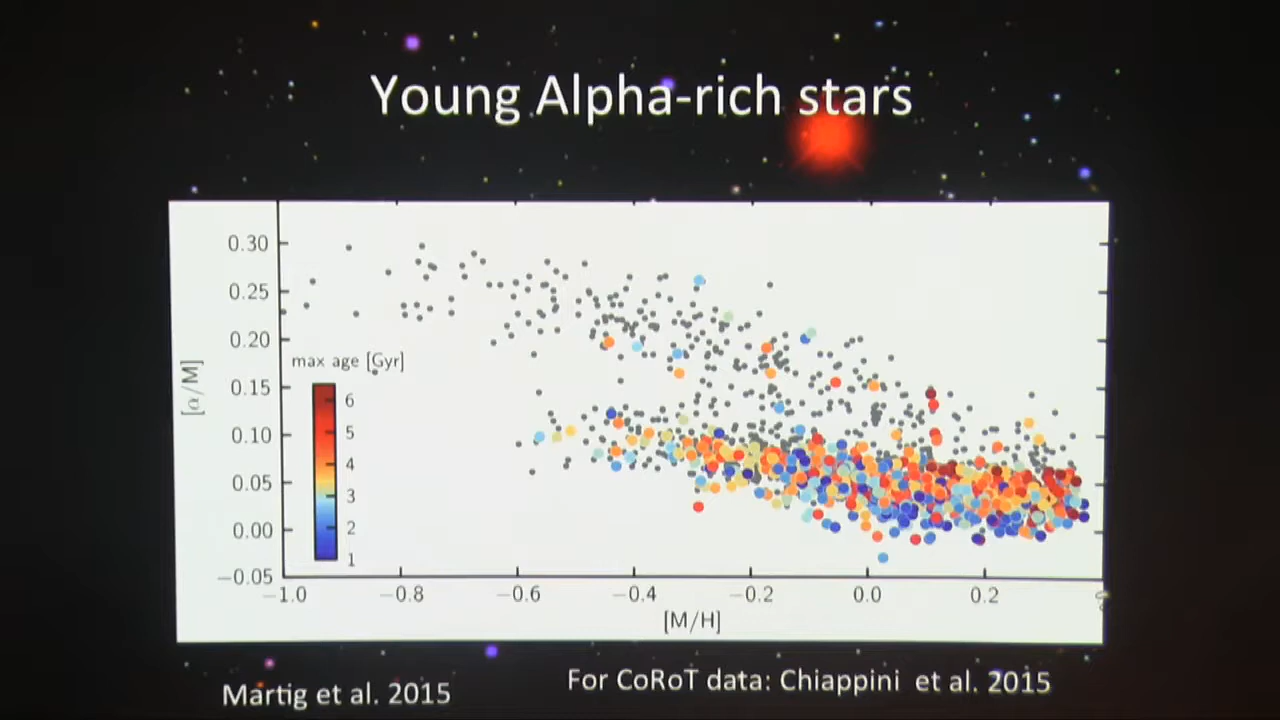 Young Alpha-rich stars
0.30
0.25
0.20
max age [Gyr]
0.15
6
5
0.10
4
0.05
3
2
0.00
1
−0.05
−1.0 −0.8 −0.6 −0.4 −0.2 0.0 0.2
[α/M]
[M/H]
Martig et al. 2015
For CoRoT data: Chiappini et al. 2015